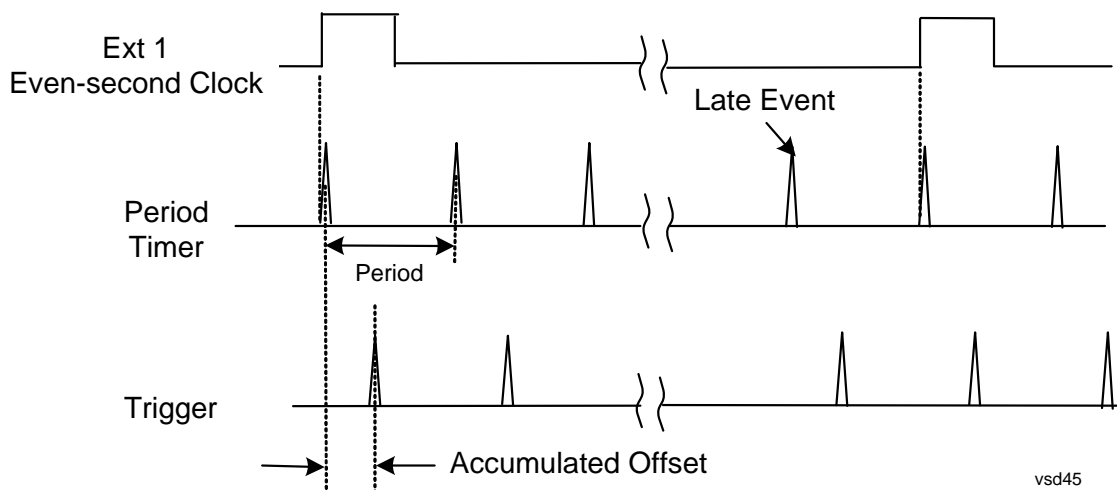 Ext 1
Even-second Clock
Late Event
Period
Timer
Period
Trigger
Accumulated Offset
vsd45